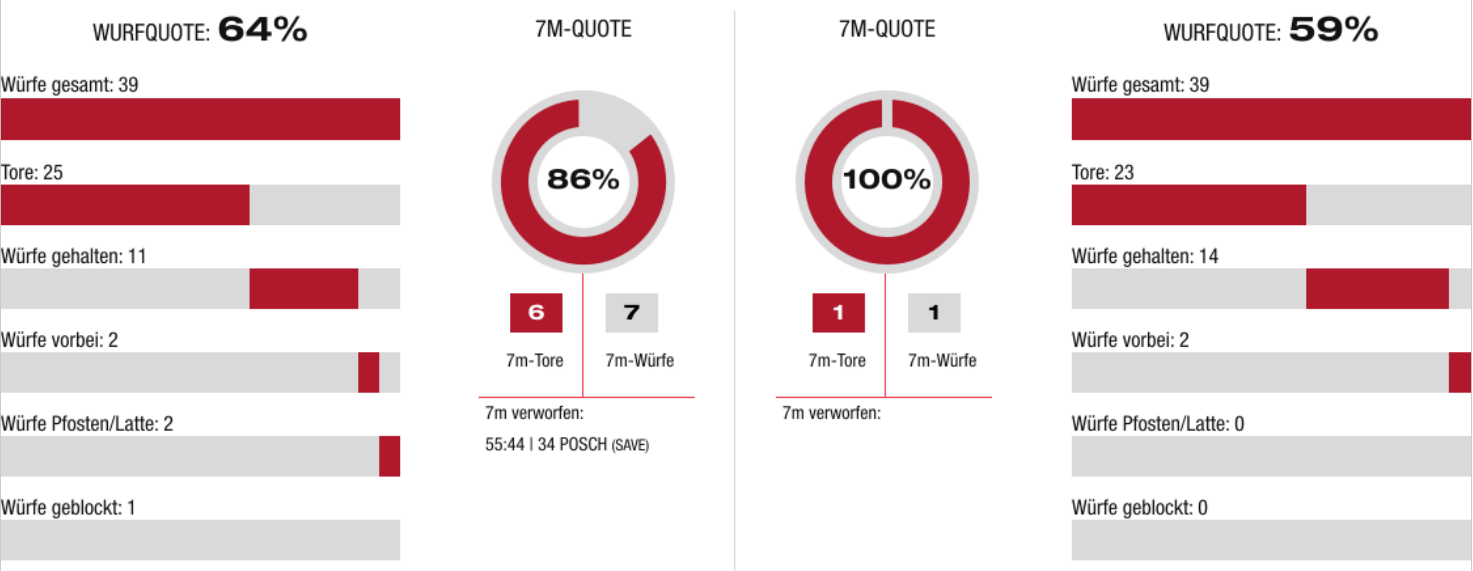 WURFQUOTE: 64%
Würfe gesamt: 39
Tore: 25
Würfe gehalten: 11
Würfe vorbei: 2
Würfe Pfosten/Latte: 2
Würfe geblockt: 1
7M-QUOTE
86%
6 7
7m-Tore 7m-Würfe
7m verworfen:
55:44 | 34 POSCH (SAVE)
7M-QUOTE
100%
1 1
7m-Tore 7m-Würfe
7m verworfen:
WURFQUOTE: 59%
Würfe gesamt: 39
Tore: 23
Würfe gehalten: 14
Würfe vorbei: 2
Würfe Pfosten/Latte: 0
Würfe geblockt: 0